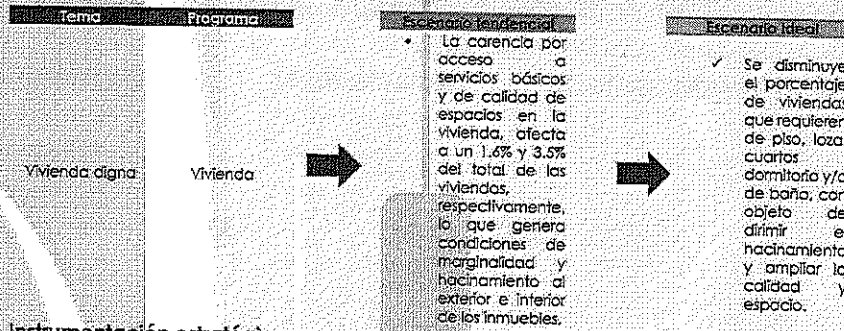 Tema Programa
Vivienda digna Vivienda
Escenario tendencial
• La carencia por
acceso a
servicios básicos
y de calidad de
espacios en la
vivienda, afecta
a un 1.6% y 3.5%
del total de las
viviendas,
respectivamente,
lo que genera
condiciones de
marginalidad y
hacinamiento al
exterior e interior
de los inmuebles.
Escenario ideal
✓ Se disminuye
el porcentaje
de viviendas
que requieren
de piso, loza,
cuartos
dormitorio y/o
de baño, con
objeto de
dirimir el
hacinamiento
y ampliar la
calidad y
espacio.